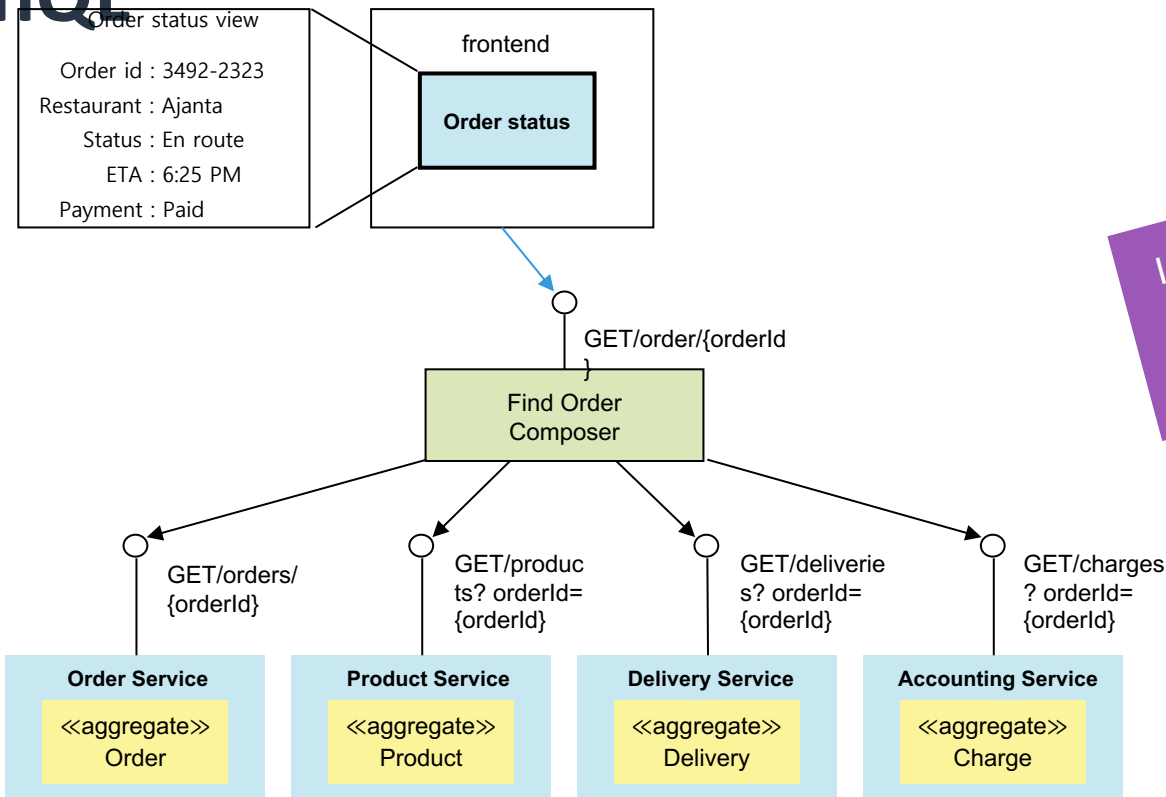 Order status view
Order id : 3492-2323
Restaurant : Ajanta
Status : En route
ETA : 6:25 PM
Payment : Paid
frontend
Order status
GET/order/{orderId
}
Find Order
Composer
GET/orders/
{orderId}
GET/produc
ts? orderId=
{orderId}
GET/deliverie
s? orderId=
{orderId}
GET/charges
? orderId=
{orderId}
Order Service
≪aggregate≫
Order
Product Service
≪aggregate≫
Product
Delivery Service
≪aggregate≫
Delivery
Accounting Service
≪aggregate≫
Charge